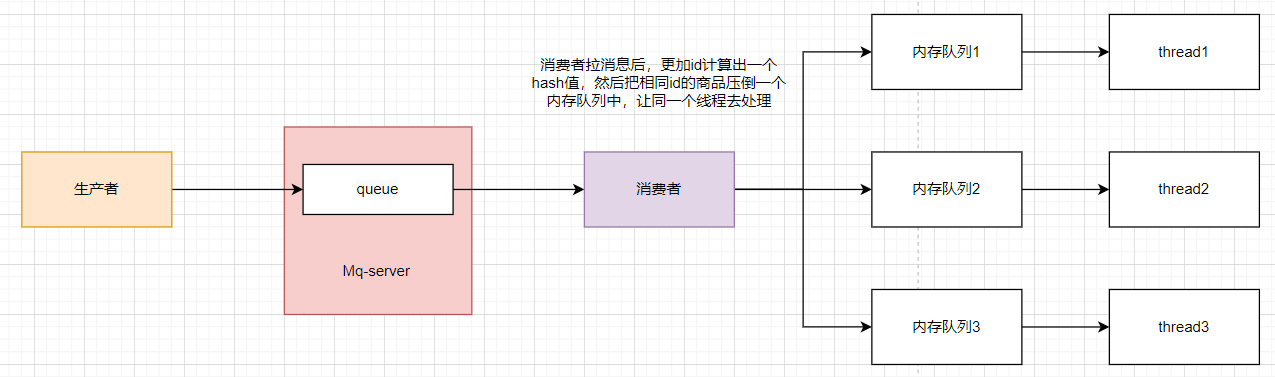 消费者拉消息后，更加id计算出一个
hash值，然后把相同id的商品压倒一个
内存队列中，让同一个线程去处理
内存队列1
thread1
生产者
queue
Mq-server
消费者
内存队列2
thread2
内存队列3
thread3